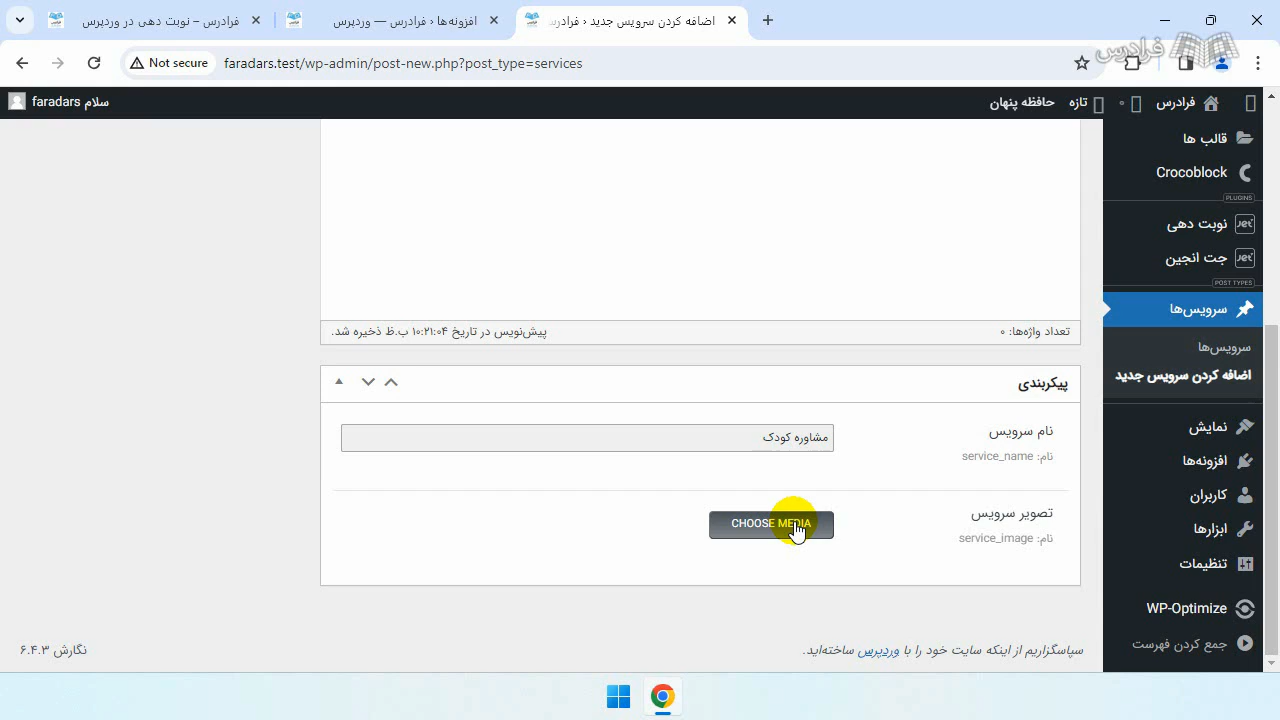 فرادرس – نوبت دهی در وردپرس
افزونه‌ها ‹ فرادرس — وردپرس
اضافه کردن سرویس جدید ‹ فرادرس
Not secure
faradars.test/wp-admin/post-new.php?post_type=services
فرادرس
سلام faradars
حافظه پنهان
تازه
۰
فرادرس
قالب ها
Crocoblock
PLUGINS
نوبت دهی
جت انجین
POST TYPES
سرویس‌ها
سرویس‌ها
اضافه کردن سرویس جدید
نمایش
افزونه‌ها
کاربران
ابزارها
تنظیمات
WP-Optimize
جمع کردن فهرست
تعداد واژه‌ها: ۰
پیش‌نویس در تاریخ ۱۰:۲۱:۰۴ ب.ظ ذخیره شد.
پیکربندی
نام سرویس
نام: service_name
مشاوره کودک
تصویر سرویس
نام: service_image
CHOOSE MEDIA
سپاسگزاریم از اینکه سایت خود را با وردپرس ساخته‌اید.
نگارش ۶.۴.۳